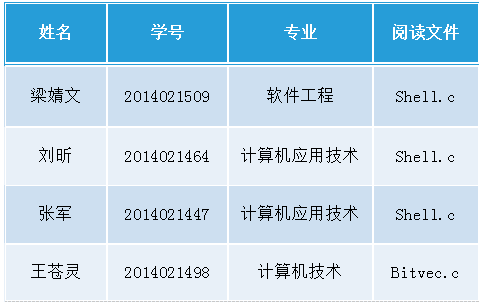 姓名 学号 专业 阅读文件
梁婧文 2014021509 软件工程 Shell.c
刘昕 2014021464 计算机应用技术 Shell.c
张军 2014021447 计算机应用技术 Shell.c
王苍灵 2014021498 计算机技术 Bitvec.c